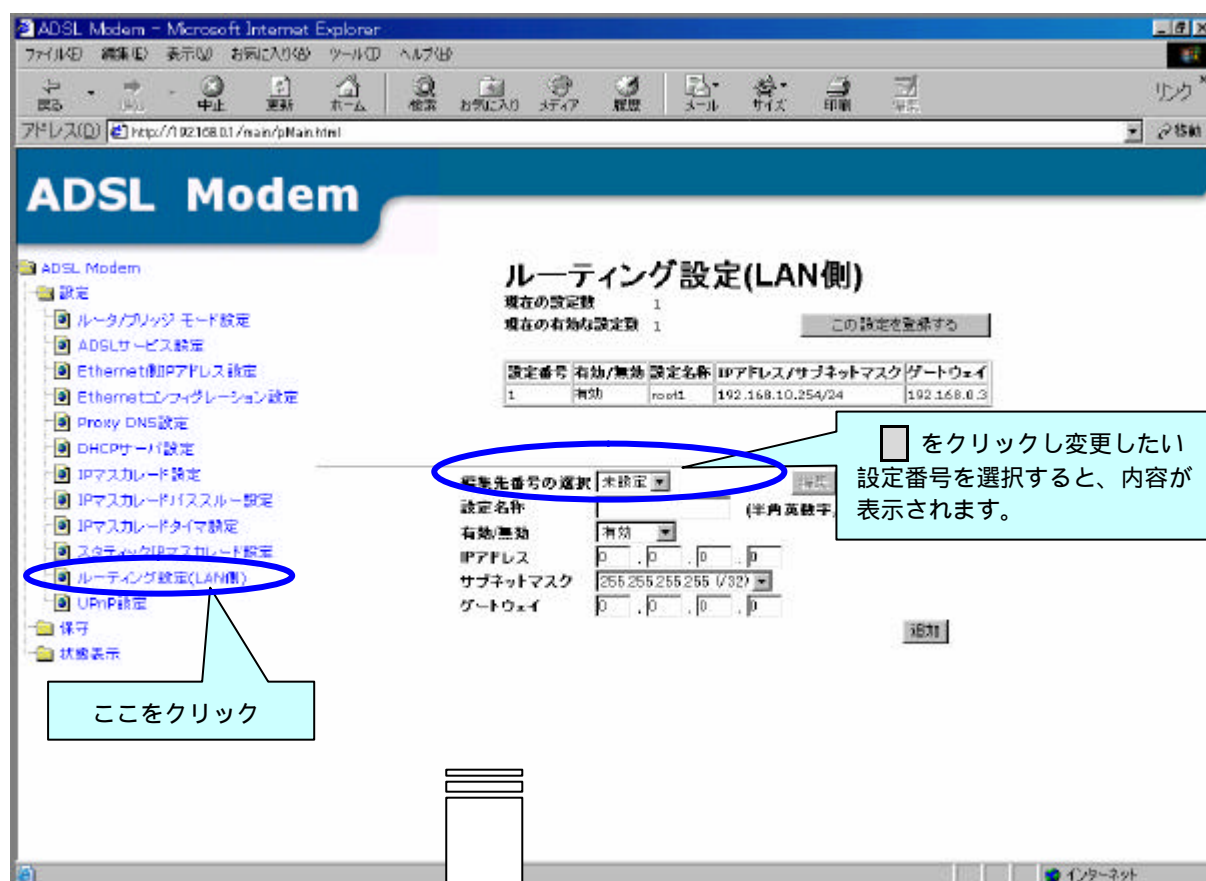 ADSL Modem - Microsoft Internet Explorer
ファイル(F) 編集(E) 表示(V) お気に入り(A) ツール(T) ヘルプ(H)
戻る 中止 更新 ホーム 検索 お気に入り メディア 履歴 メール サイズ 印刷 リンク
アドレス(D) http://192.168.0.1/main/pMain.html 移動
ADSL Modem
ADSL Modem
設定
ルータ/ブリッジ モード設定
ADSLサービス設定
Ethernet側IPアドレス設定
Ethernetコンフィグレーション設定
Proxy DNS設定
DHCPサーバ設定
IPマスカレード設定
IPマスカレードパススルー設定
IPマスカレードタイマ設定
スタティックIPマスカレード設定
ルーティング設定(LAN側)
UPnP設定
保守
状態表示
ここをクリック
ルーティング設定(LAN側)
現在の設定数 1
現在の有効な設定数 1
この設定を登録する
設定番号 有効/無効 設定名称 IPアドレス/サブネットマスク ゲートウェイ
1 有効 root1 192.168.10.254/24 192.168.0.3
をクリックし変更したい
設定番号を選択すると、内容が
表示されます。
編集先番号の選択 未設定
設定名称 (半角英数字
有効/無効 有効
IPアドレス 0 . 0 . 0 . 0
サブネットマスク 255.255.255.255 (/32)
ゲートウェイ 0 . 0 . 0 . 0
追加
インターネット